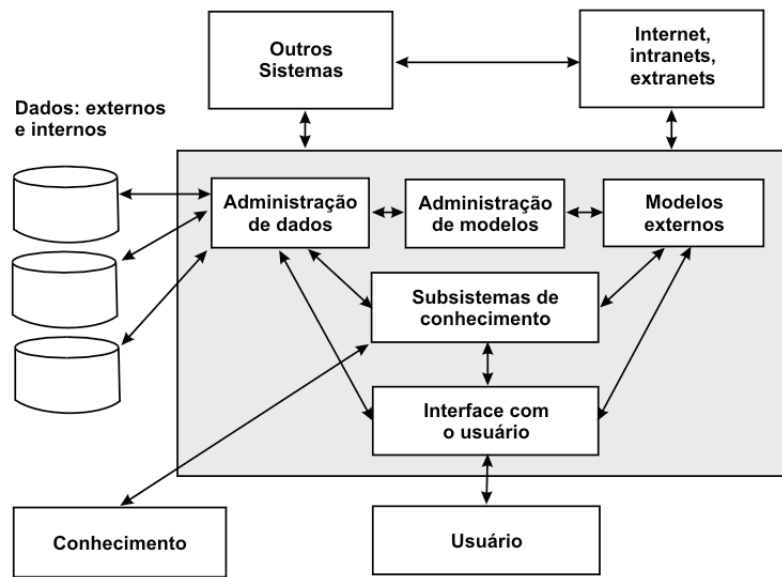 Outros
Sistemas
Internet,
intranets,
extranets
Dados: externos
e internos
Administração
de dados
Administração
de modelos
Modelos
externos
Subsistemas de
conhecimento
Interface com
o usuário
Conhecimento
Usuário